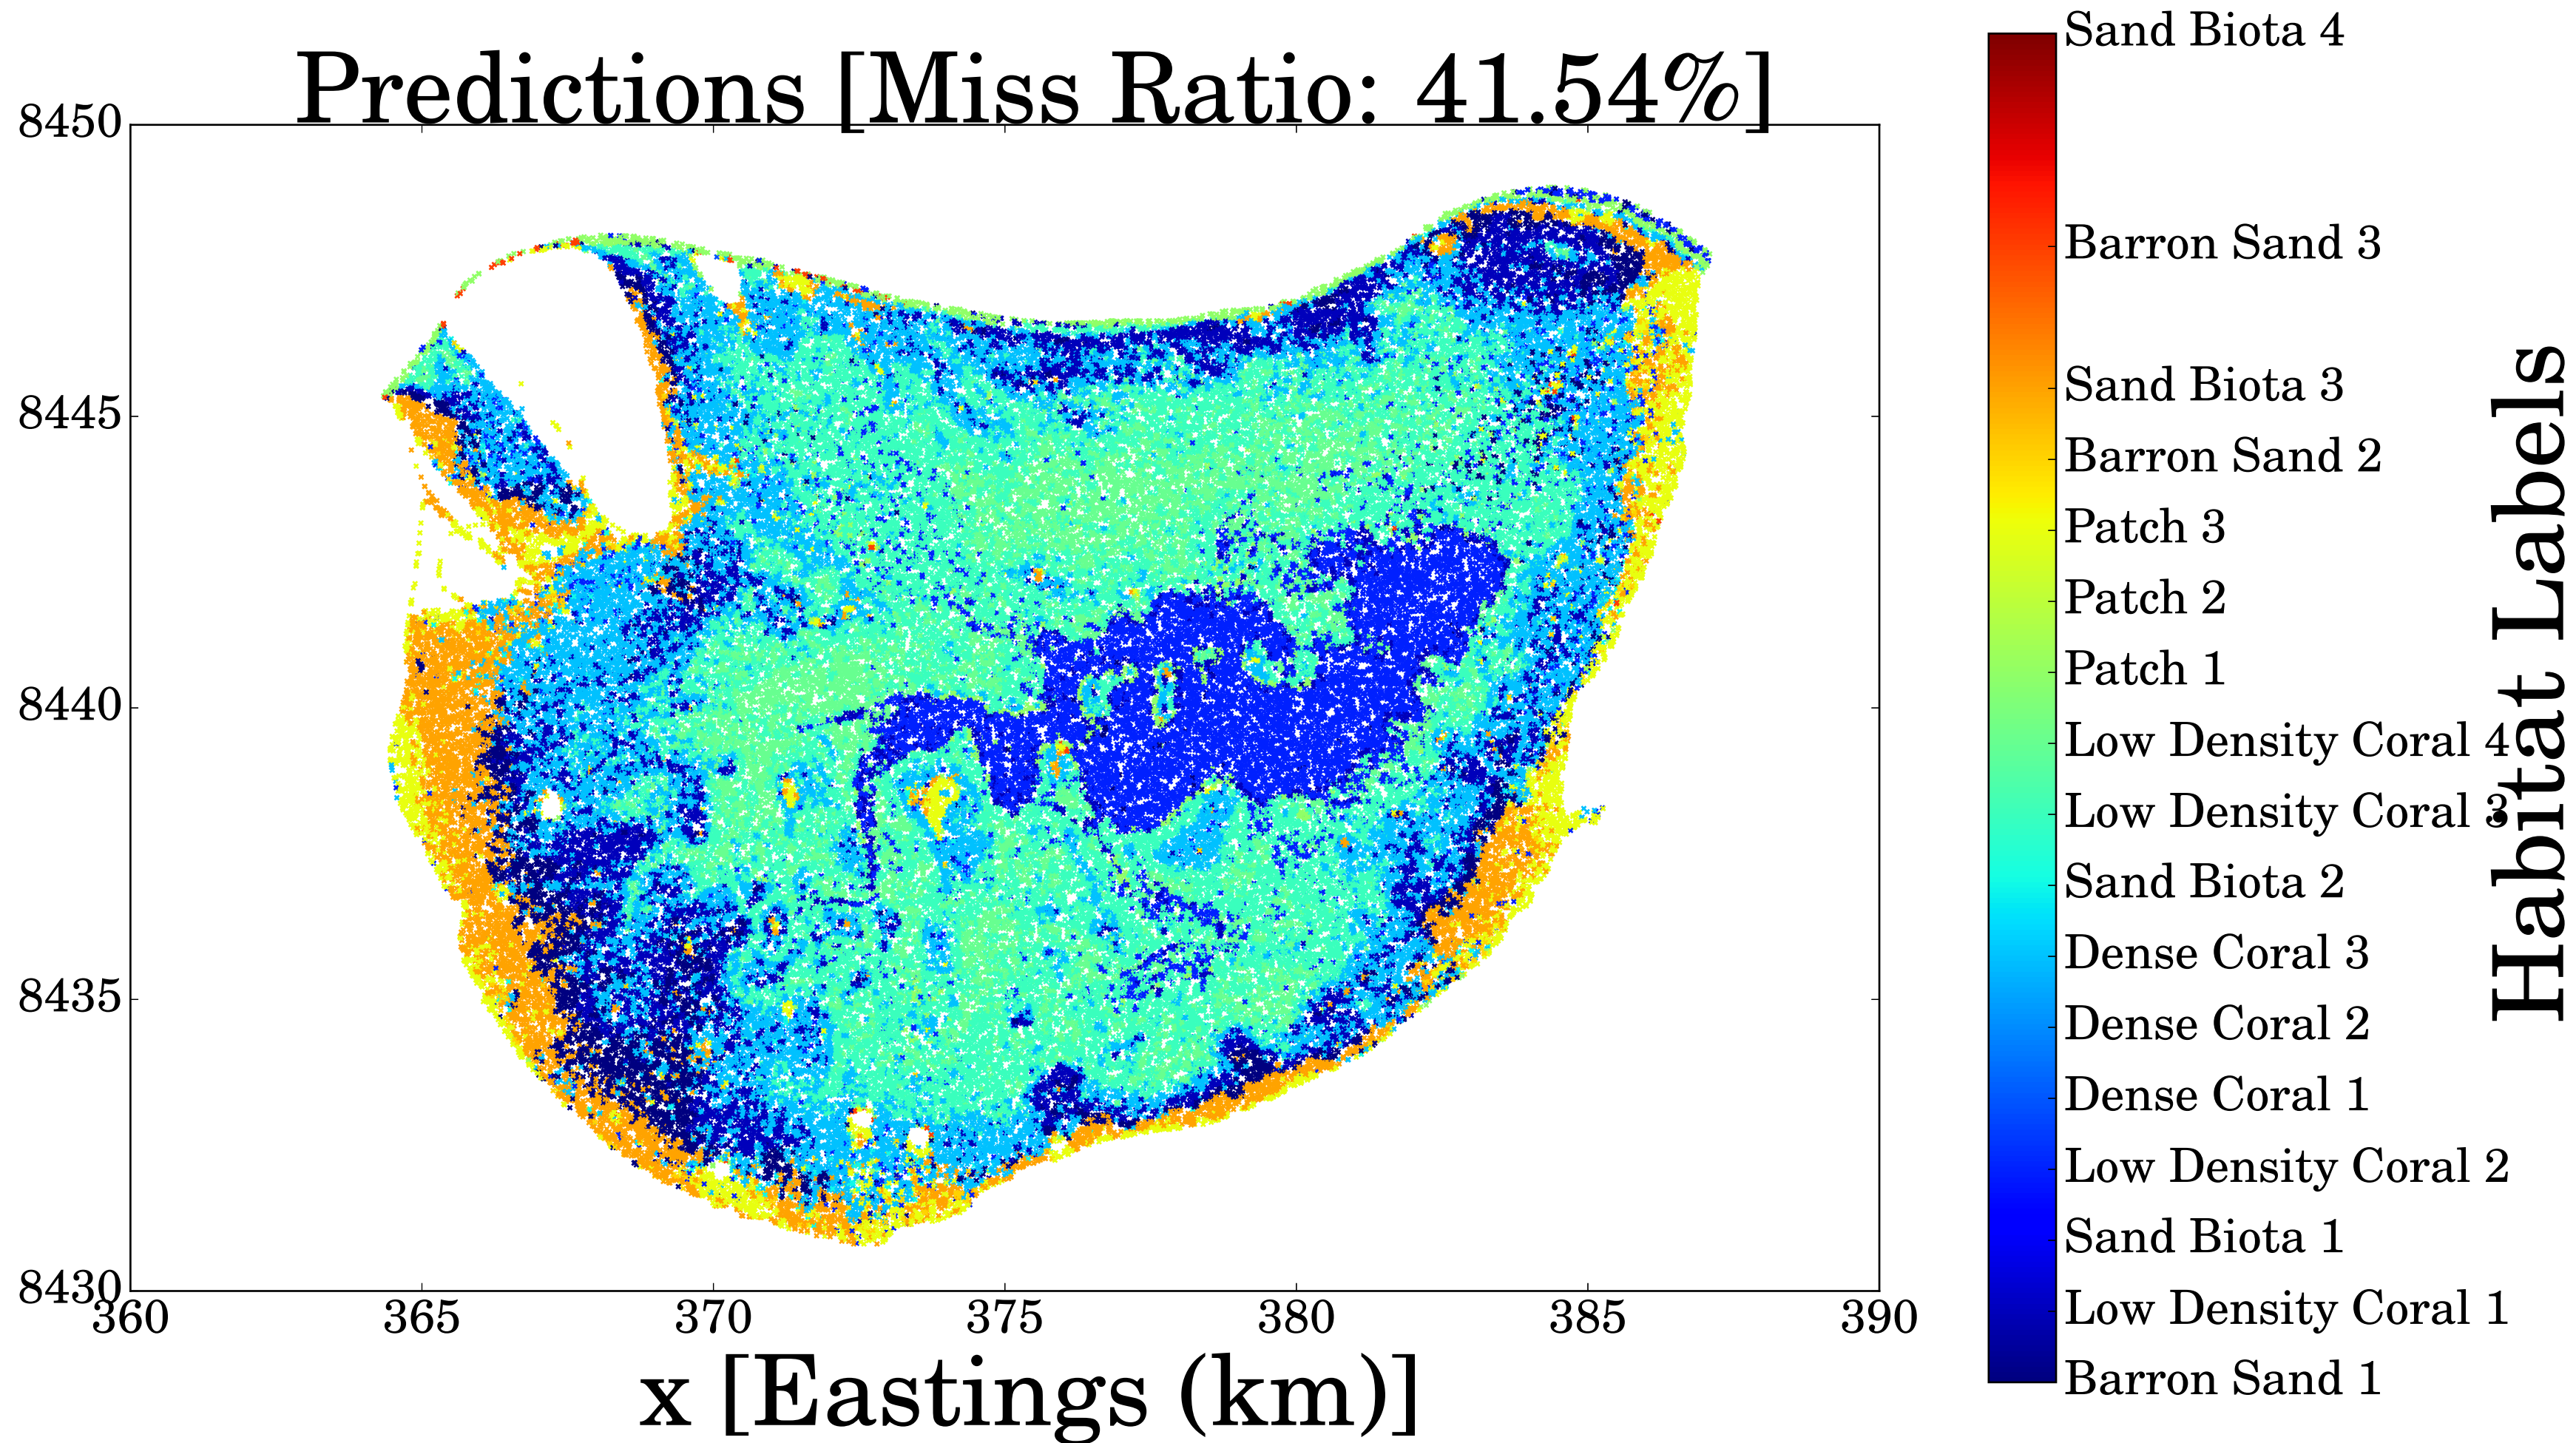 Predictions [Miss Ratio: 41.54%]
8450
8445
8440
8435
8430
360
365
370
375
380
385
390
x [Eastings (km)]
Sand Biota 4
Barron Sand 3
Sand Biota 3
Barron Sand 2
Patch 3
Patch 2
Patch 1
Low Density Coral 4
Low Density Coral 3
Sand Biota 2
Dense Coral 3
Dense Coral 2
Dense Coral 1
Low Density Coral 2
Sand Biota 1
Low Density Coral 1
Barron Sand 1
Habitat Labels